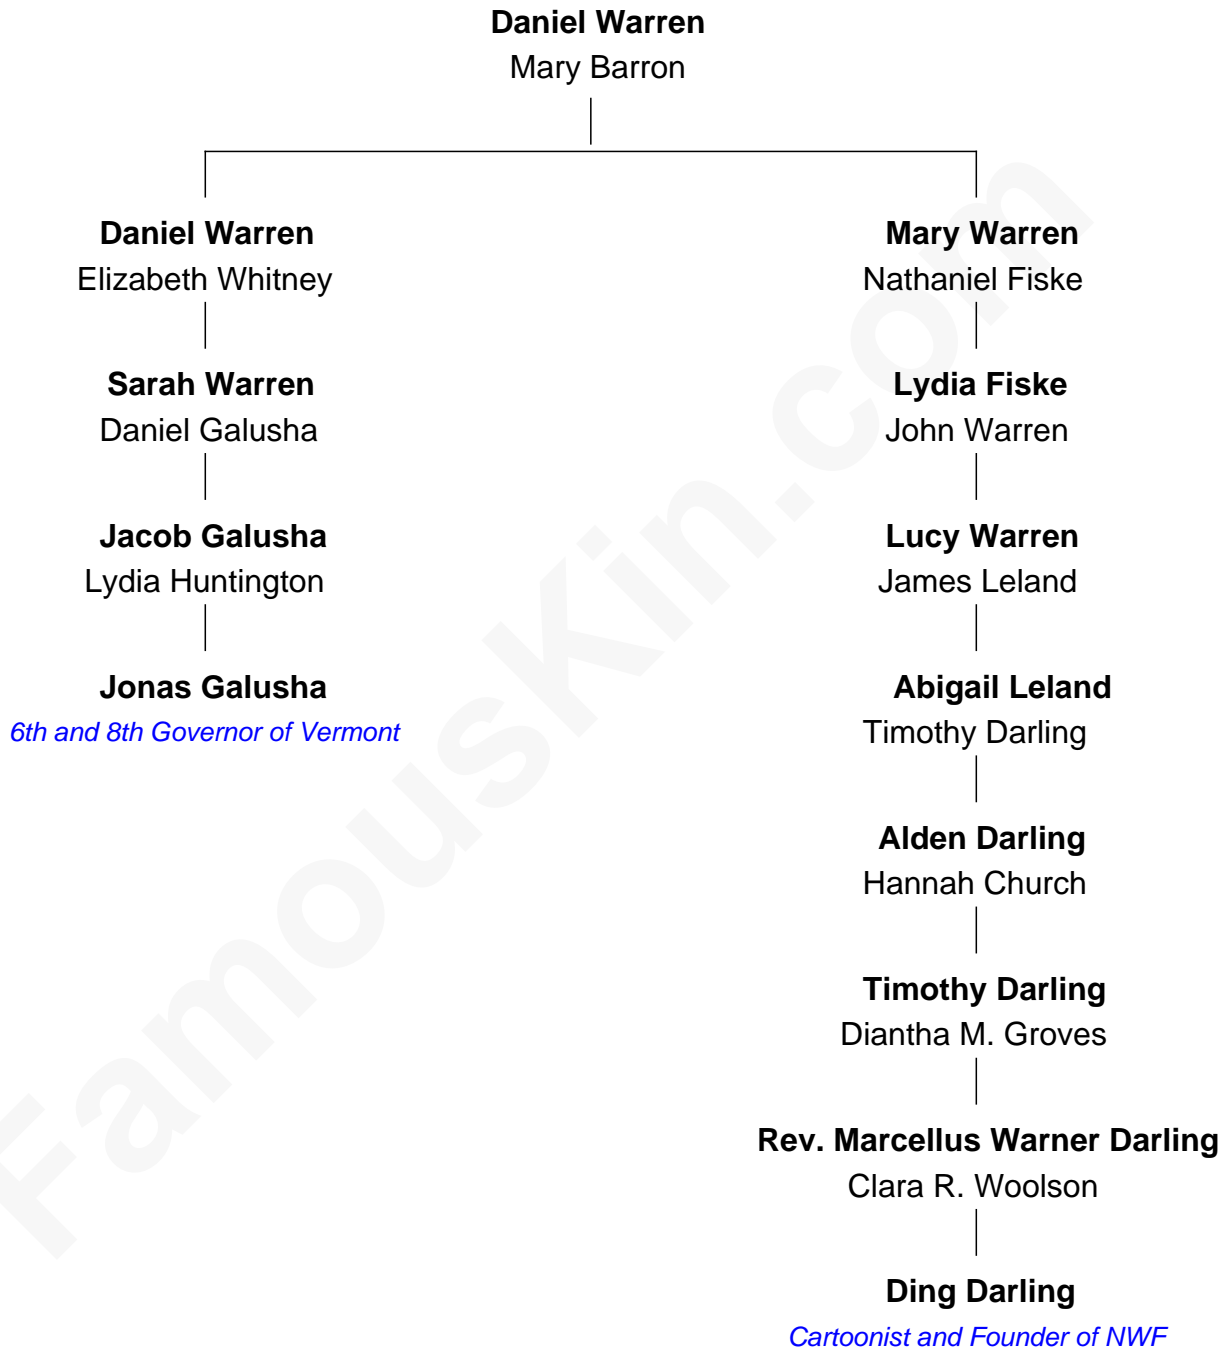 Daniel Warren
Mary Barron
Daniel Warren
Elizabeth Whitney
Sarah Warren
Daniel Galusha
Jacob Galusha
Lydia Huntington
Jonas Galusha
6th and 8th Governor of Vermont
Mary Warren
Nathaniel Fiske
Lydia Fiske
John Warren
Lucy Warren
James Leland
Abigail Leland
Timothy Darling
Alden Darling
Hannah Church
Timothy Darling
Diantha M. Groves
Rev. Marcellus Warner Darling
Clara R. Woolson
Ding Darling
Cartoonist and Founder of NWF
FamousKin.com